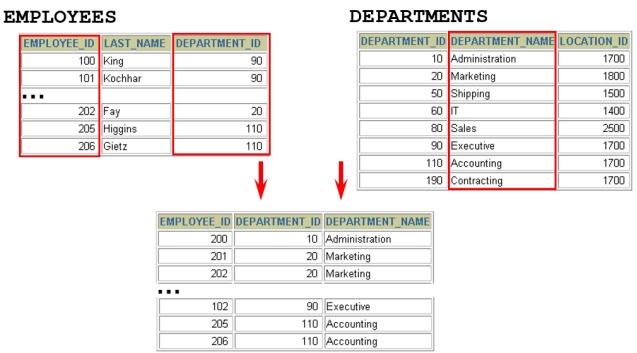 EMPLOYEES
EMPLOYEE_ID LAST_NAME DEPARTMENT_ID
100 King 90
101 Kochhar 90
...
202 Fay 20
205 Higgins 110
206 Gietz 110
DEPARTMENTS
DEPARTMENT_ID DEPARTMENT_NAME LOCATION_ID
10 Administration 1700
20 Marketing 1800
50 Shipping 1500
60 IT 1400
80 Sales 2500
90 Executive 1700
110 Accounting 1700
190 Contracting 1700
EMPLOYEE_ID DEPARTMENT_ID DEPARTMENT_NAME
200 10 Administration
201 20 Marketing
202 20 Marketing
...
102 90 Executive
205 110 Accounting
206 110 Accounting